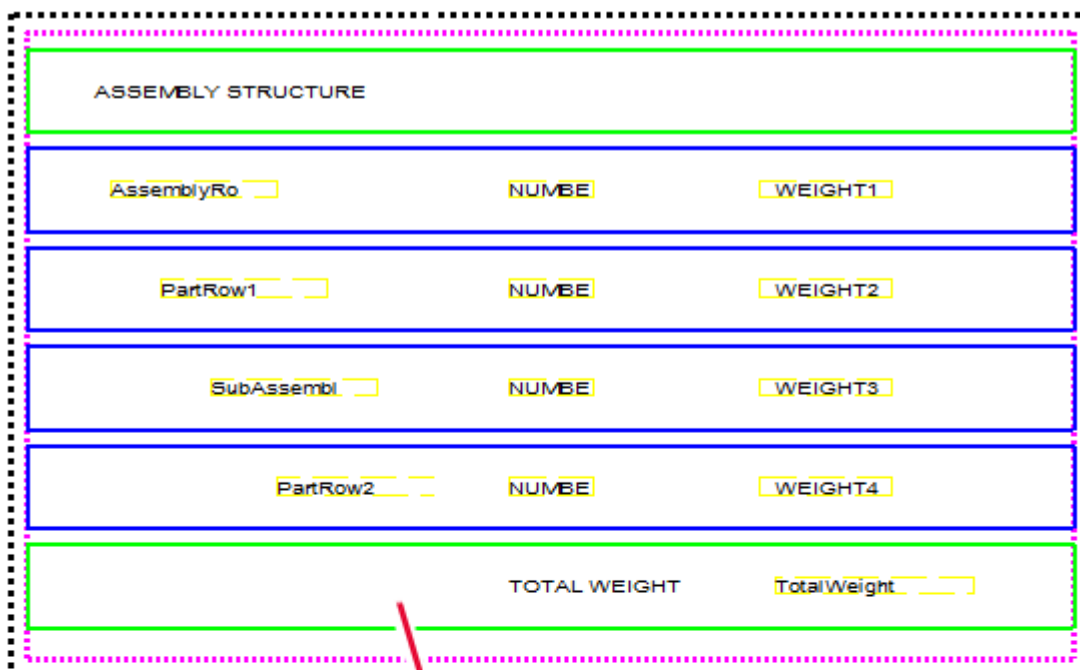 ASSEMBLY STRUCTURE
AssemblyRo NUMBE WEIGHT1
PartRow1 NUMBE WEIGHT2
SubAssembl NUMBE WEIGHT3
PartRow2 NUMBE WEIGHT4
TOTAL WEIGHT TotalWeight